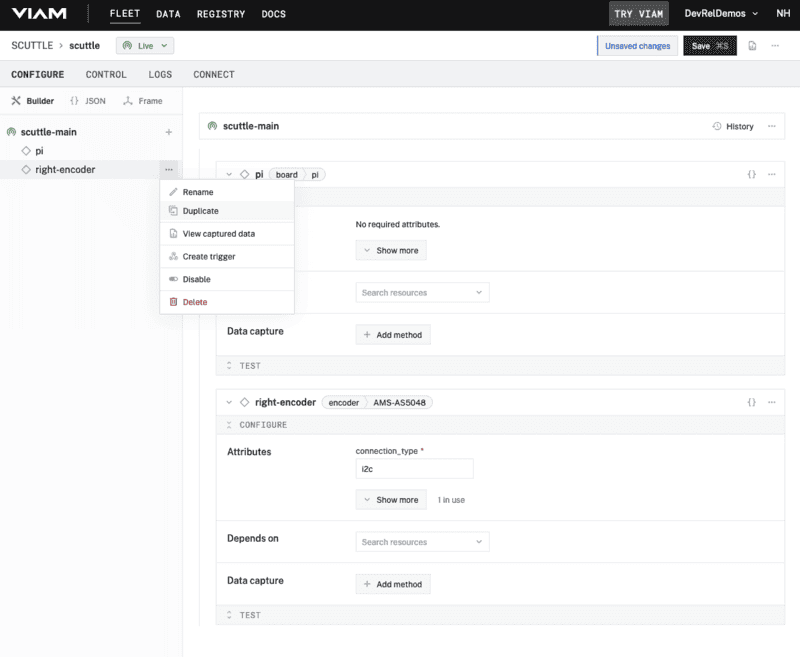 VIAM FLEET DATA REGISTRY DOCS TRY VIAM DevRelDemos NH
SCUTTLE > scuttle Live Unsaved changes Save ⌘S
CONFIGURE CONTROL LOGS CONNECT
Builder {} JSON Frame
scuttle-main
pi
right-encoder
Rename
Duplicate
View captured data
Create trigger
Disable
Delete
scuttle-main History
pi board pi {}
No required attributes.
Show more
Search resources
Data capture + Add method
TEST
right-encoder encoder AMS-AS5048 {}
CONFIGURE
Attributes connection_type *
i2c
Show more 1 in use
Depends on Search resources
Data capture + Add method
TEST